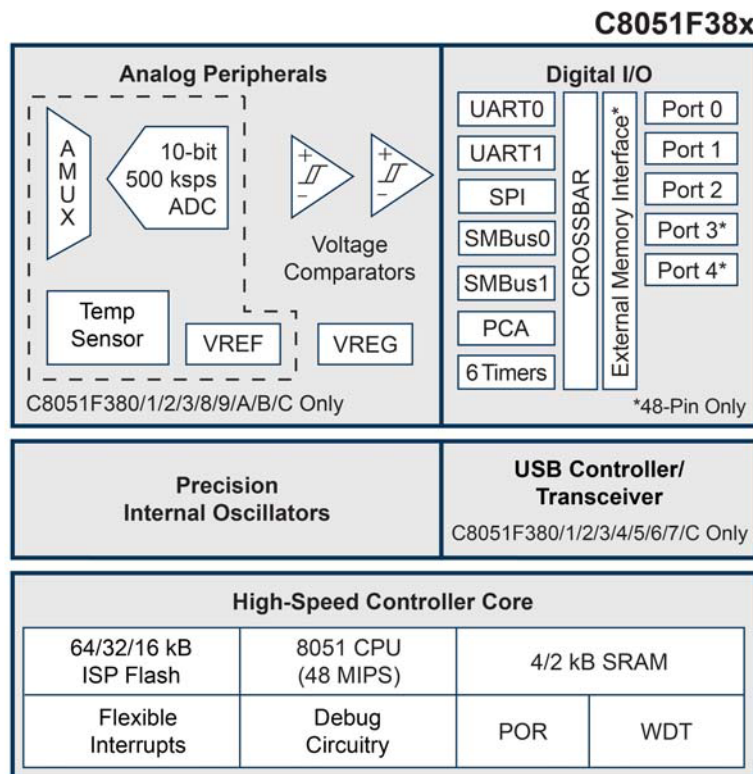 C8051F38x
Analog Peripherals
A
M
U
X
10-bit
500 ksps
ADC
+
-
+
-
Voltage
Comparators
Temp
Sensor
VREF
VREG
C8051F380/1/2/3/8/9/A/B/C Only
Digital I/O
UART0
UART1
SPI
SMBus0
SMBus1
PCA
6 Timers
CROSSBAR
External Memory Interface*
Port 0
Port 1
Port 2
Port 3*
Port 4*
*48-Pin Only
Precision
Internal Oscillators
USB Controller/
Transceiver
C8051F380/1/2/3/4/5/6/7/C Only
High-Speed Controller Core
64/32/16 kB
ISP Flash
8051 CPU
(48 MIPS)
4/2 kB SRAM
Flexible
Interrupts
Debug
Circuitry
POR
WDT